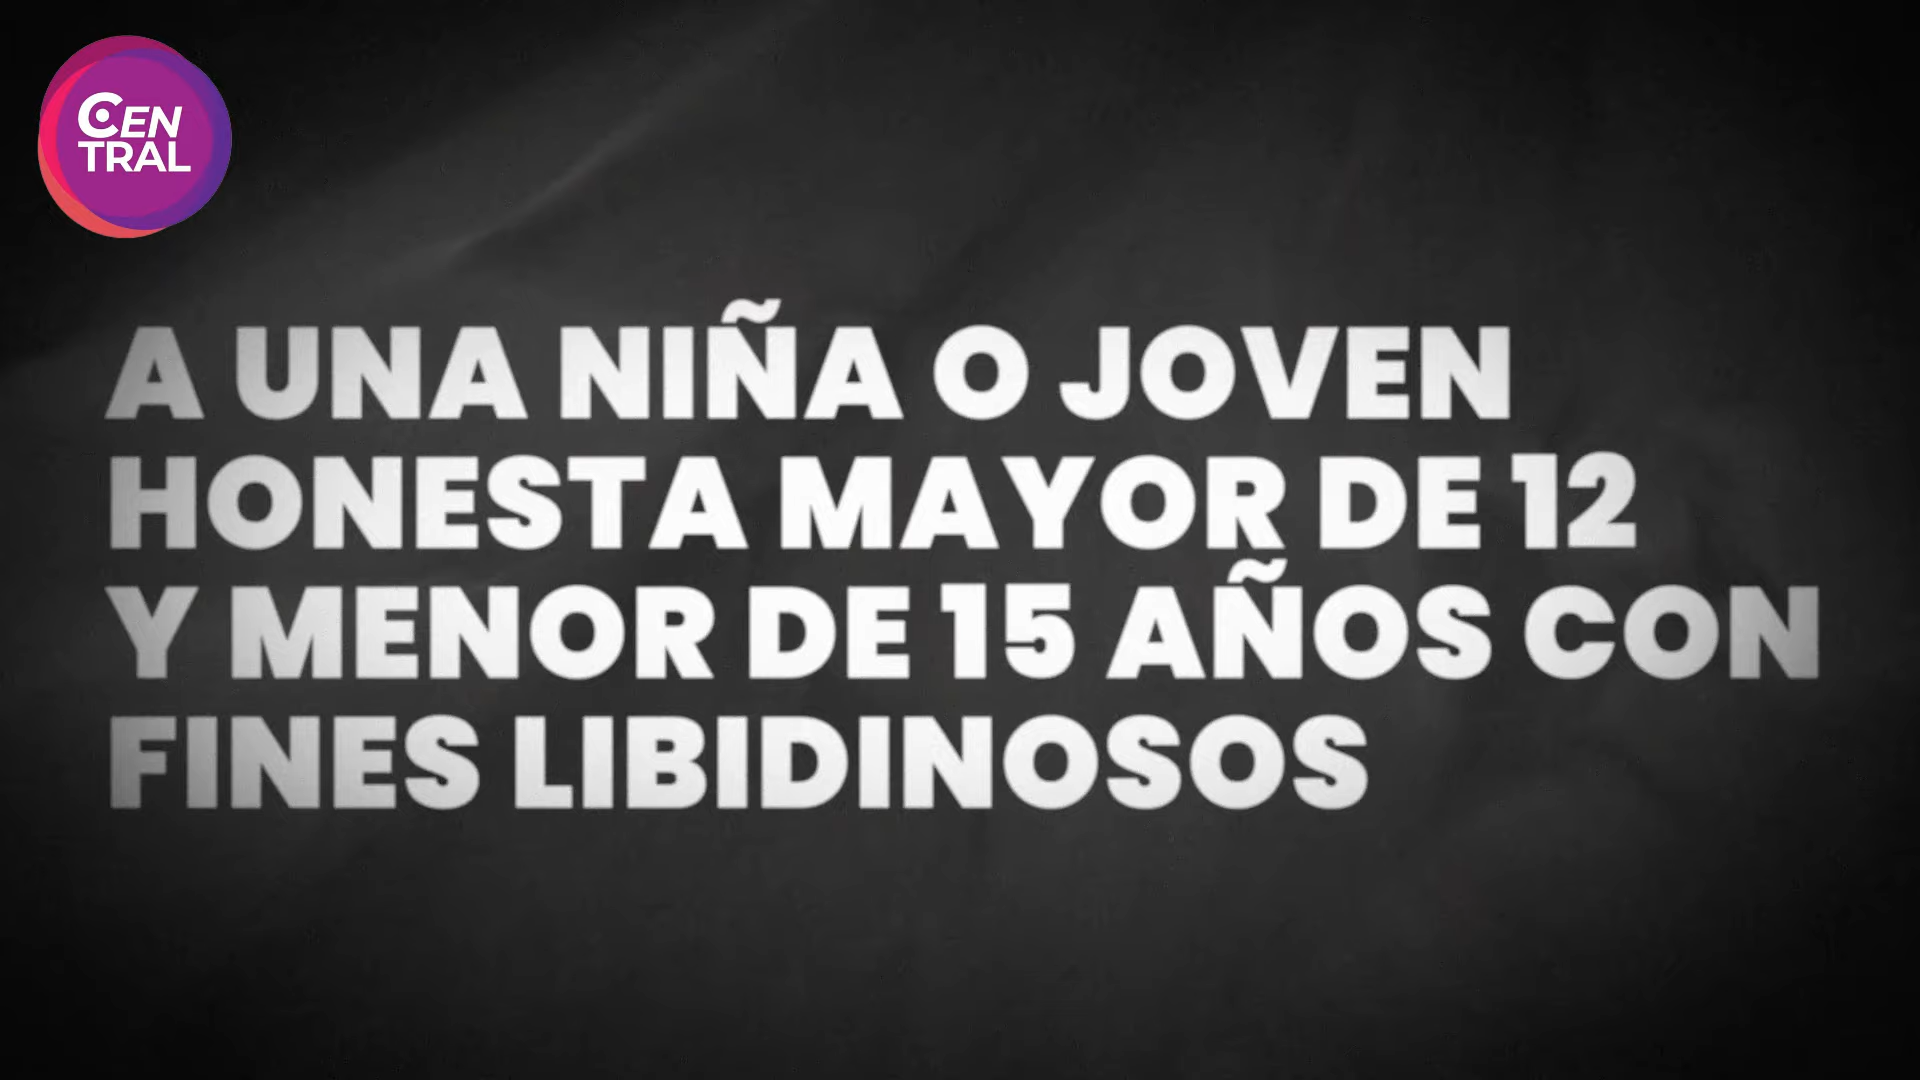 CEN
TRAL
A UNA NIÑA O JOVEN
HONESTA MAYOR DE 12
Y MENOR DE 15 AÑOS CON
FINES LIBIDINOSOS